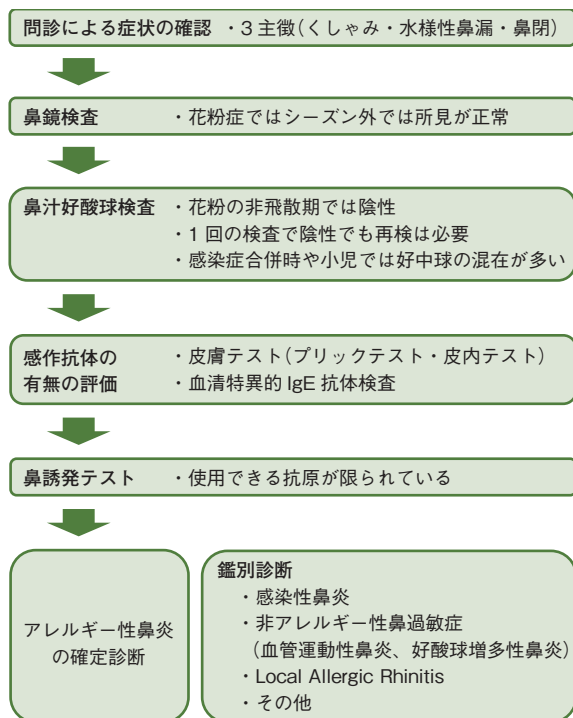 問診による症状の確認 ・3主徴(くしゃみ・水様性鼻漏・鼻閉)
鼻鏡検査 ・花粉症ではシーズン外では所見が正常
鼻汁好酸球検査 ・花粉の非飛散期では陰性
・1回の検査で陰性でも再検は必要
・感染症合併時や小児では好中球の混在が多い
感作抗体の ・皮膚テスト(プリックテスト・皮内テスト)
有無の評価 ・血清特異的 IgE 抗体検査
鼻誘発テスト ・使用できる抗原が限られている
アレルギー性鼻炎
の確定診断
鑑別診断
・感染性鼻炎
・非アレルギー性鼻過敏症
(血管運動性鼻炎、好酸球増多性鼻炎)
・Local Allergic Rhinitis
・その他